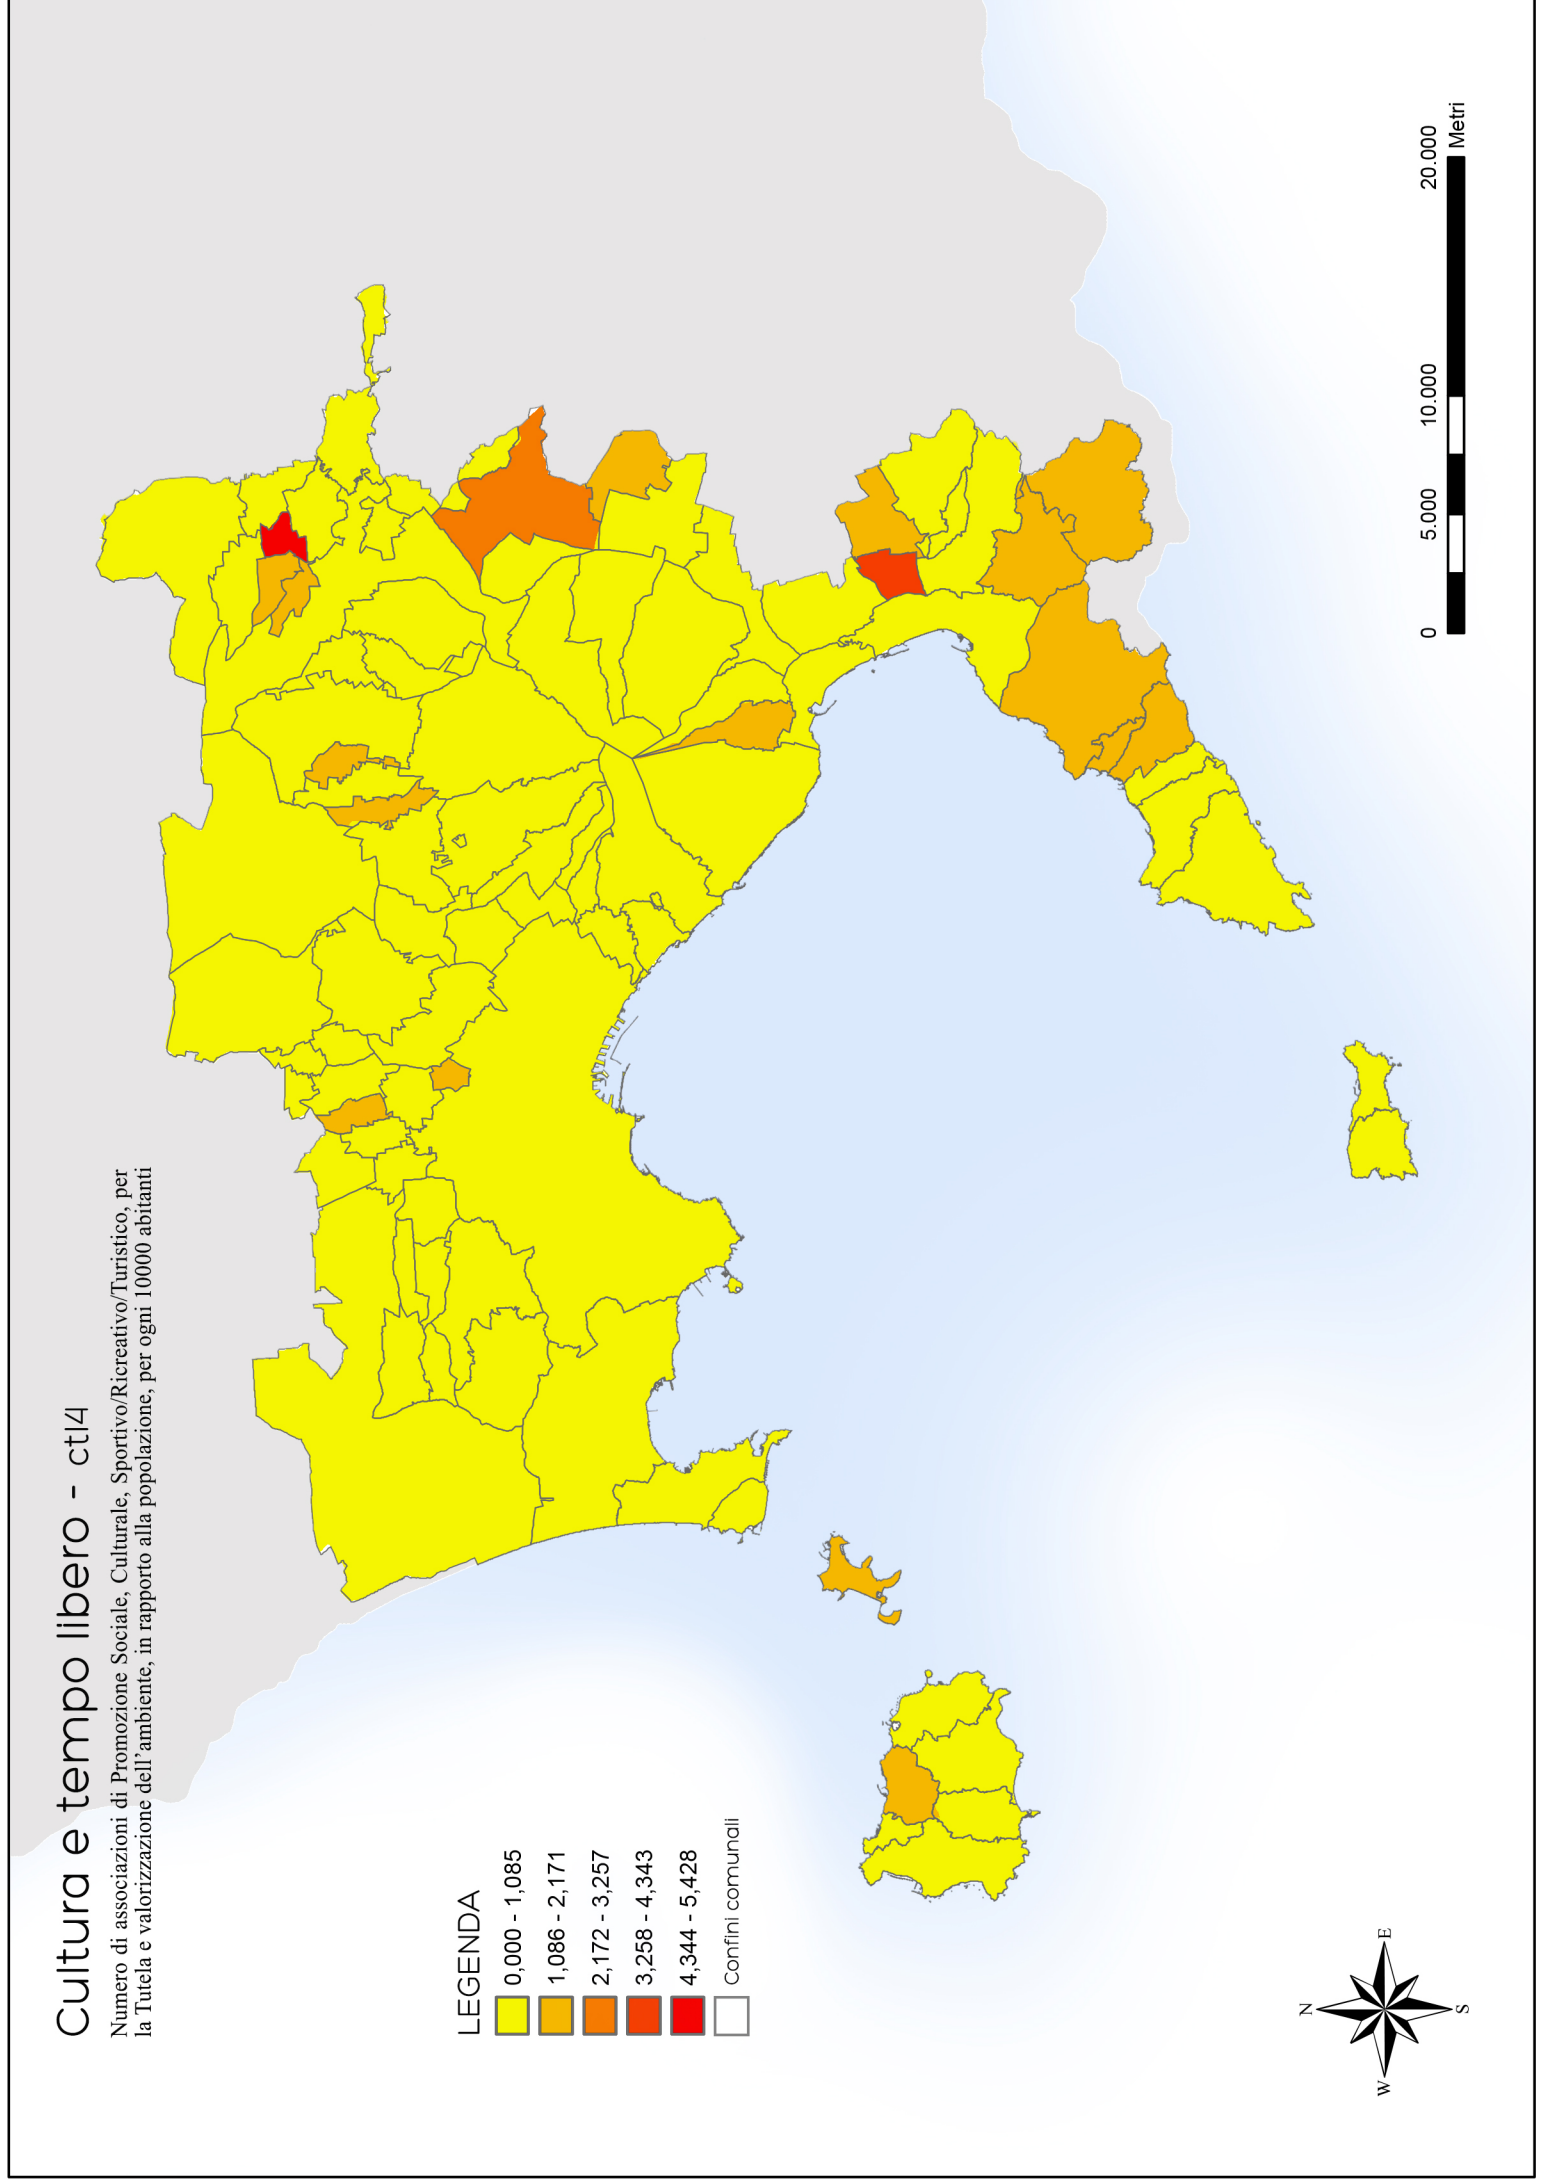 Cultura e tempo libero - ctl4
Numero di associazioni di Promozione Sociale, Culturale, Sportivo/Ricreativo/Turistico, per
la Tutela e valorizzazione dell'ambiente, in rapporto alla popolazione, per ogni 10000 abitanti
LEGENDA
0,000 - 1,085
1,086 - 2,171
2,172 - 3,257
3,258 - 4,343
4,344 - 5,428
Confini comunali
N
W
E
S
0
5.000
10.000
20.000
Metri